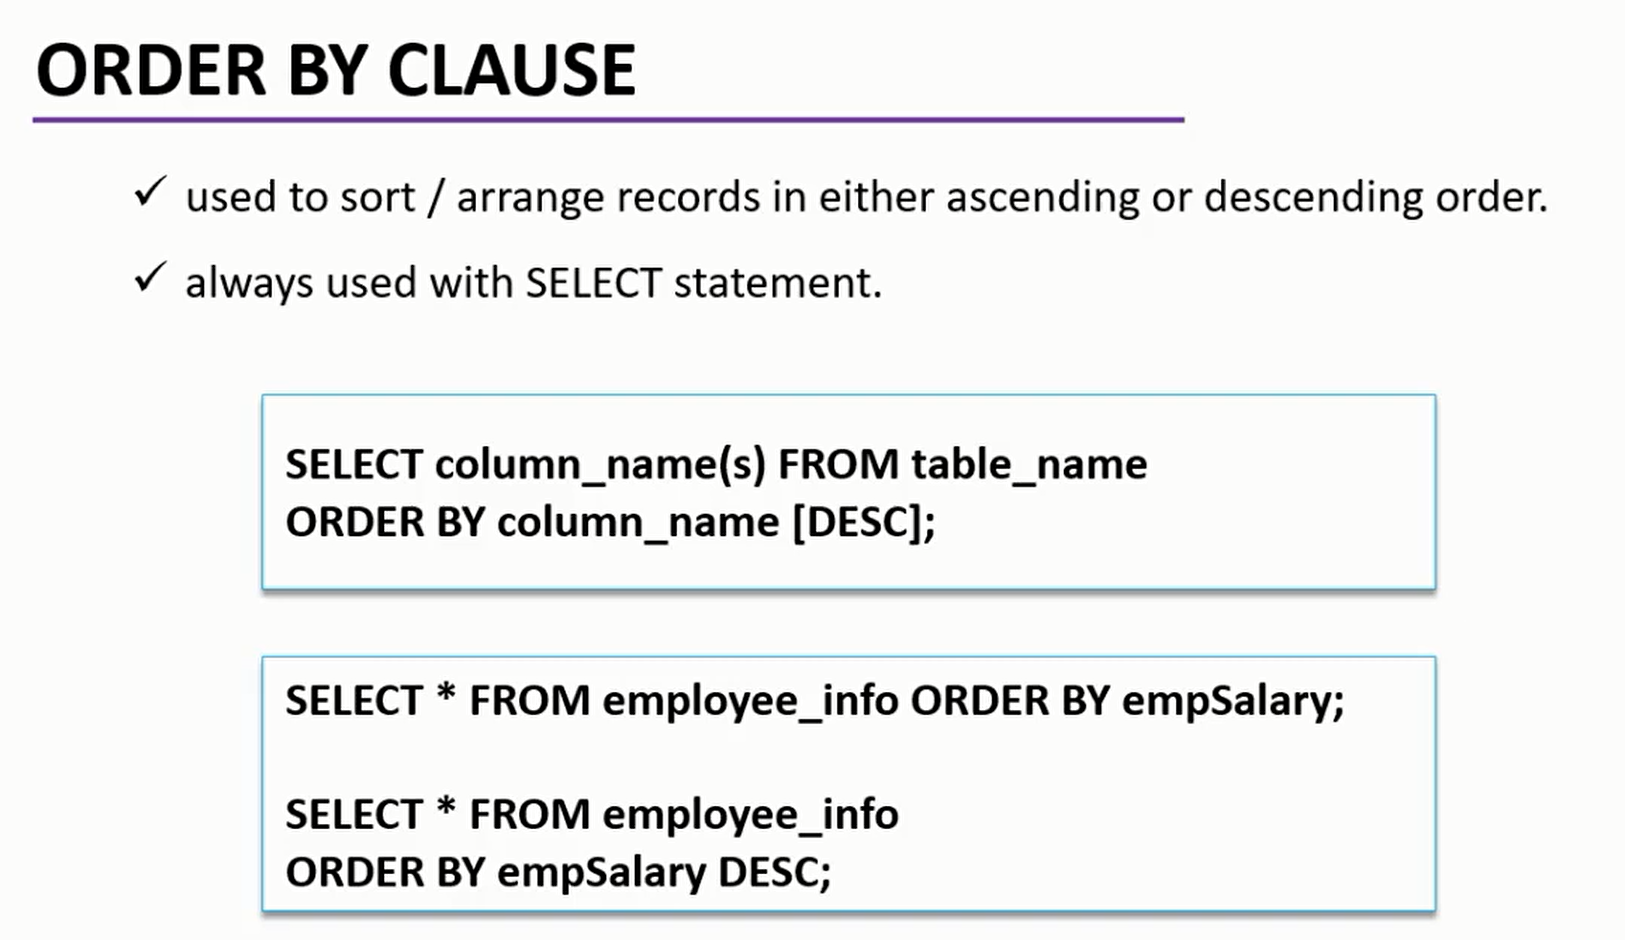 ORDER BY CLAUSE
✓ used to sort / arrange records in either ascending or descending order.
✓ always used with SELECT statement.
SELECT column_name(s) FROM table_name
ORDER BY column_name [DESC];
SELECT * FROM employee_info ORDER BY empSalary;
SELECT * FROM employee_info
ORDER BY empSalary DESC;